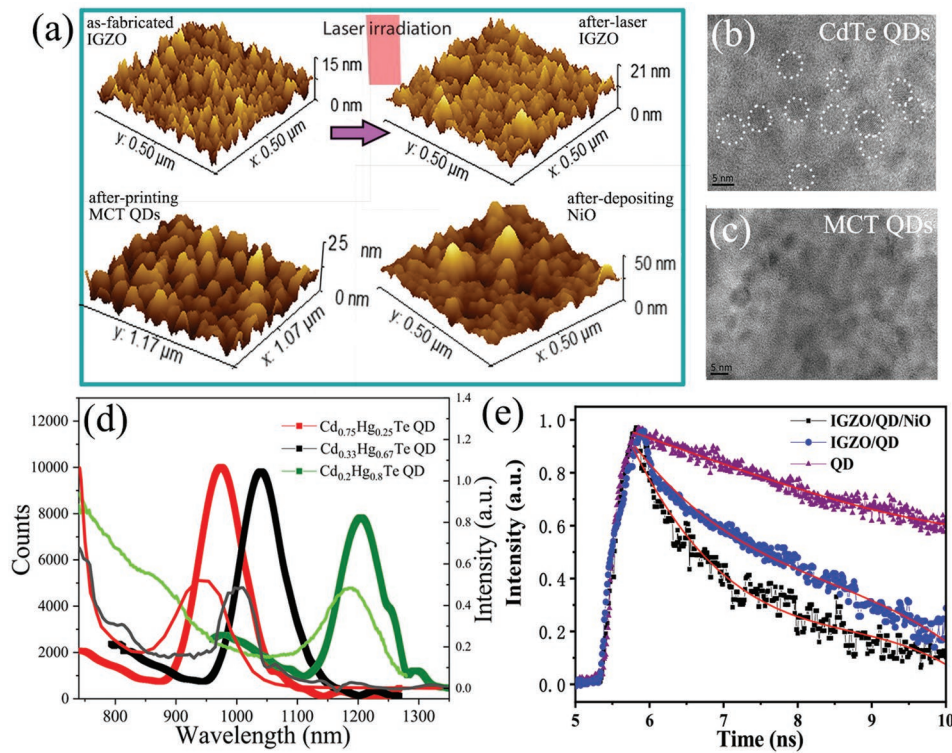 (a)
as-fabricated
IGZO
15 nm
0 nm
y: 0.50 µm
x: 0.50 µm
Laser irradiation
after-laser
IGZO
21 nm
0 nm
y: 0.50 µm
x: 0.50 µm
after-printing
MCT QDs
25 nm
0 nm
y: 1.17 µm
x: 1.07 µm
after-depositing
NiO
50 nm
0 nm
y: 0.50 µm
x: 0.50 µm
(b)
CdTe QDs
5 nm
(c)
MCT QDs
5 nm
(d)
Cd0.75Hg0.25Te QD
Cd0.33Hg0.67Te QD
Cd0.2Hg0.8Te QD
Counts
12000
10000
8000
6000
4000
2000
0
Intensity (a.u.)
1.4
1.2
1.0
0.8
0.6
0.4
0.2
0.0
800 900 1000 1100 1200 1300
Wavelength (nm)
(e)
IGZO/QD/NiO
IGZO/QD
QD
Intensity (a.u.)
1.0
0.8
0.6
0.4
0.2
0.0
5 6 7 8 9 10
Time (ns)